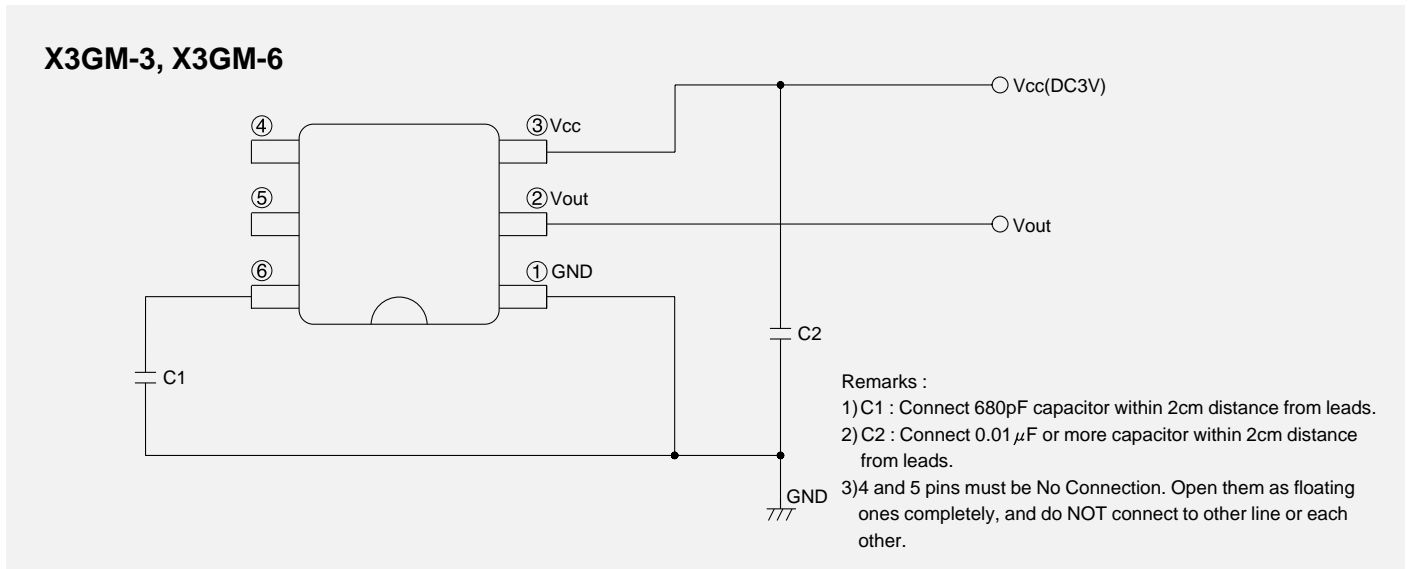 X3GM-3, X3GM-6
Vcc(DC3V)
④
③Vcc
⑤
②Vout
Vout
⑥
①GND
C2
C1
Remarks :
1) C1 : Connect 680pF capacitor within 2cm distance from leads.
2) C2 : Connect 0.01 μF or more capacitor within 2cm distance
from leads.
3)4 and 5 pins must be No Connection. Open them as floating
ones completely, and do NOT connect to other line or each
other.
GND